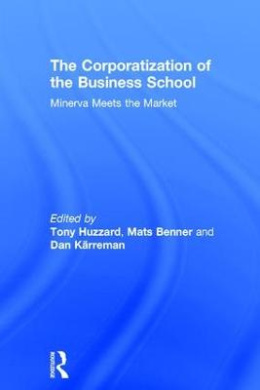 The Corporatization of
the Business School
Minerva Meets the Market
Edited by
Tony Huzzard, Mats Benner and
Dan Kärreman
ROUTLEDGE